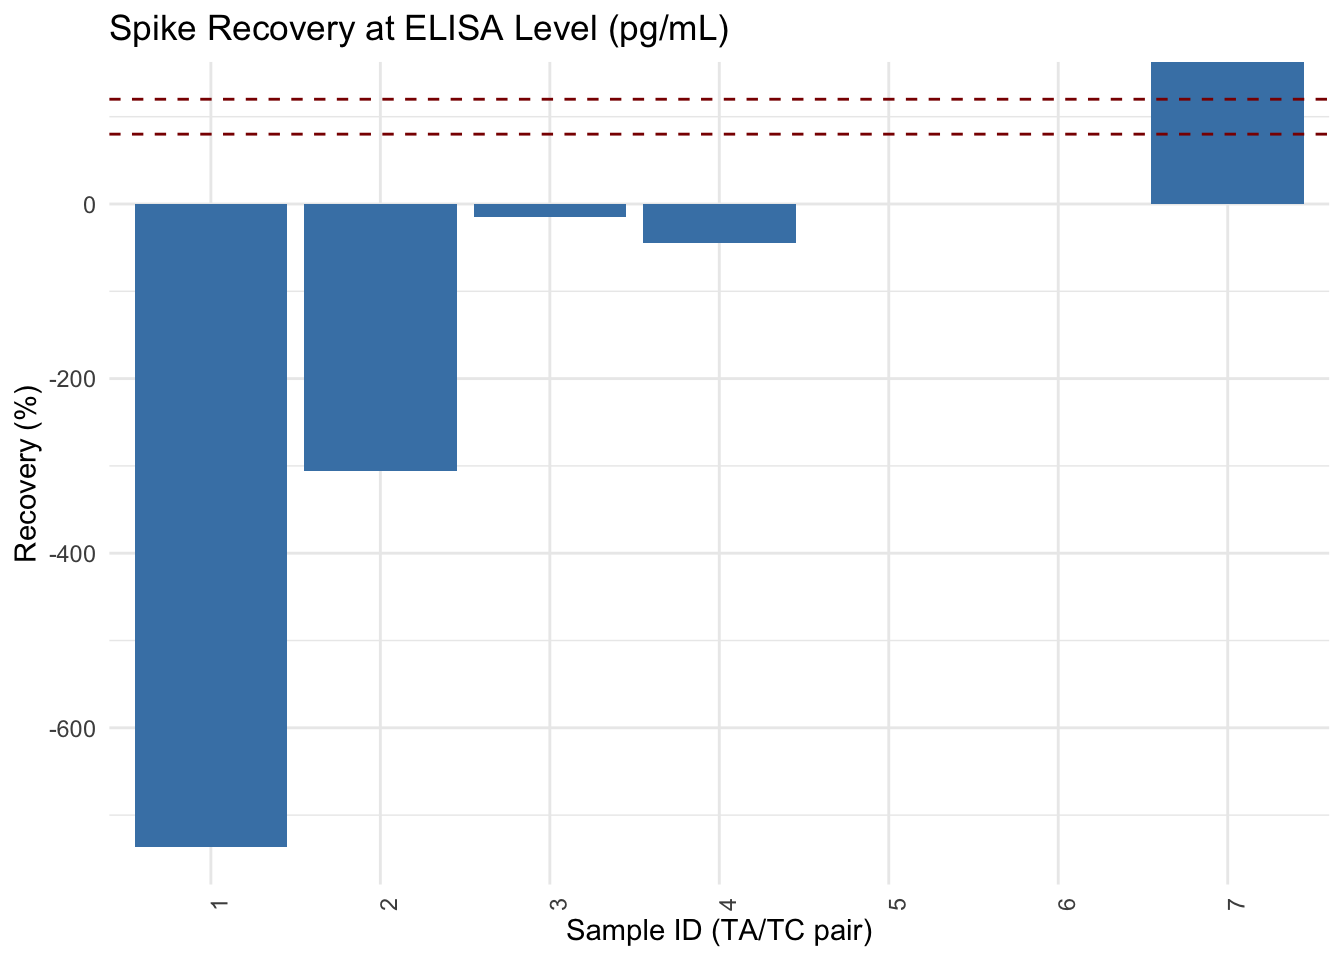 Spike Recovery at ELISA Level (pg/mL)
Recovery (%)
0
-200
-400
-600
1 2 3 4 5 6 7
Sample ID (TA/TC pair)